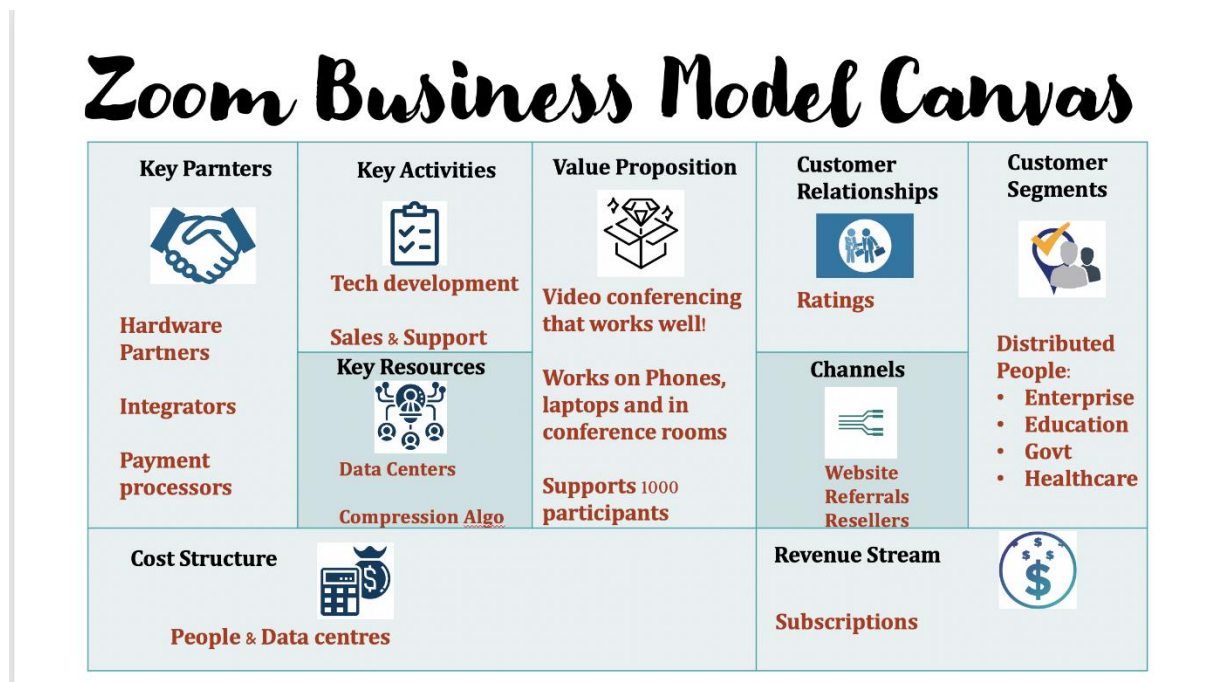 Zoom Business Model Canvas
Key Parnters
Hardware
Partners
Integrators
Payment
processors
Key Activities
Tech development
Sales & Support
Key Resources
Data Centers
Compression Algo
Value Proposition
Video conferencing
that works well!
Works on Phones,
laptops and in
conference rooms
Supports 1000
participants
Customer
Relationships
Ratings
Channels
Website
Referrals
Resellers
Customer
Segments
Distributed
People:
• Enterprise
• Education
• Govt
• Healthcare
Cost Structure
People & Data centres
Revenue Stream
Subscriptions